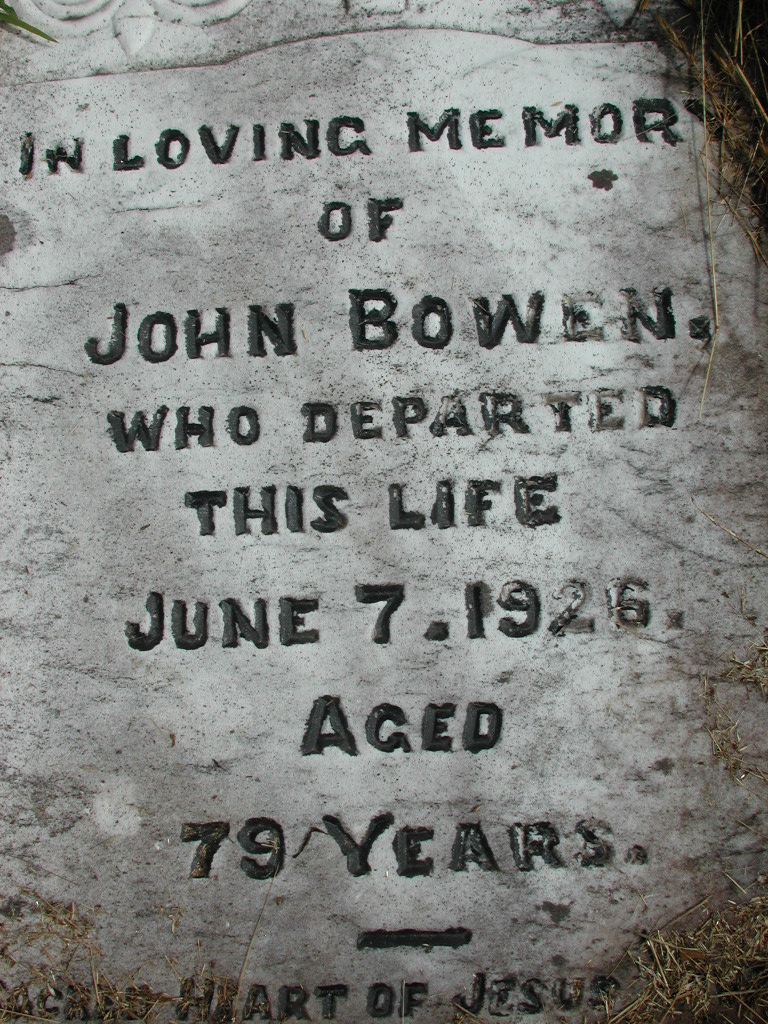 IN LOVING MEMORY
OF
JOHN BOWEN,
WHO DEPARTED
THIS LIFE
JUNE 7. 1926.
AGED
79 YEARS.
SACRED HEART OF JESUS